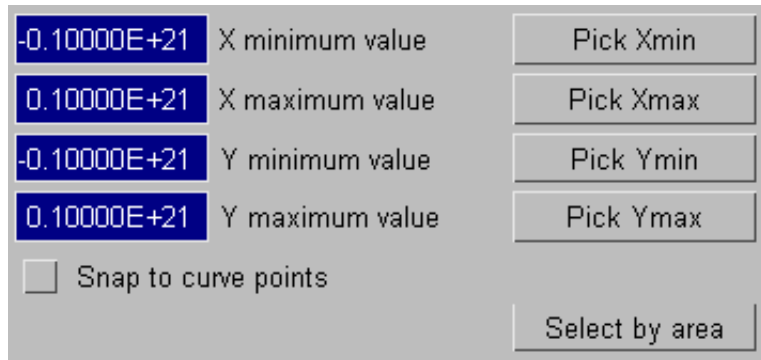 -0.10000E+21 X minimum value Pick Xmin
0.10000E+21 X maximum value Pick Xmax
-0.10000E+21 Y minimum value Pick Ymin
0.10000E+21 Y maximum value Pick Ymax
Snap to curve points
Select by area